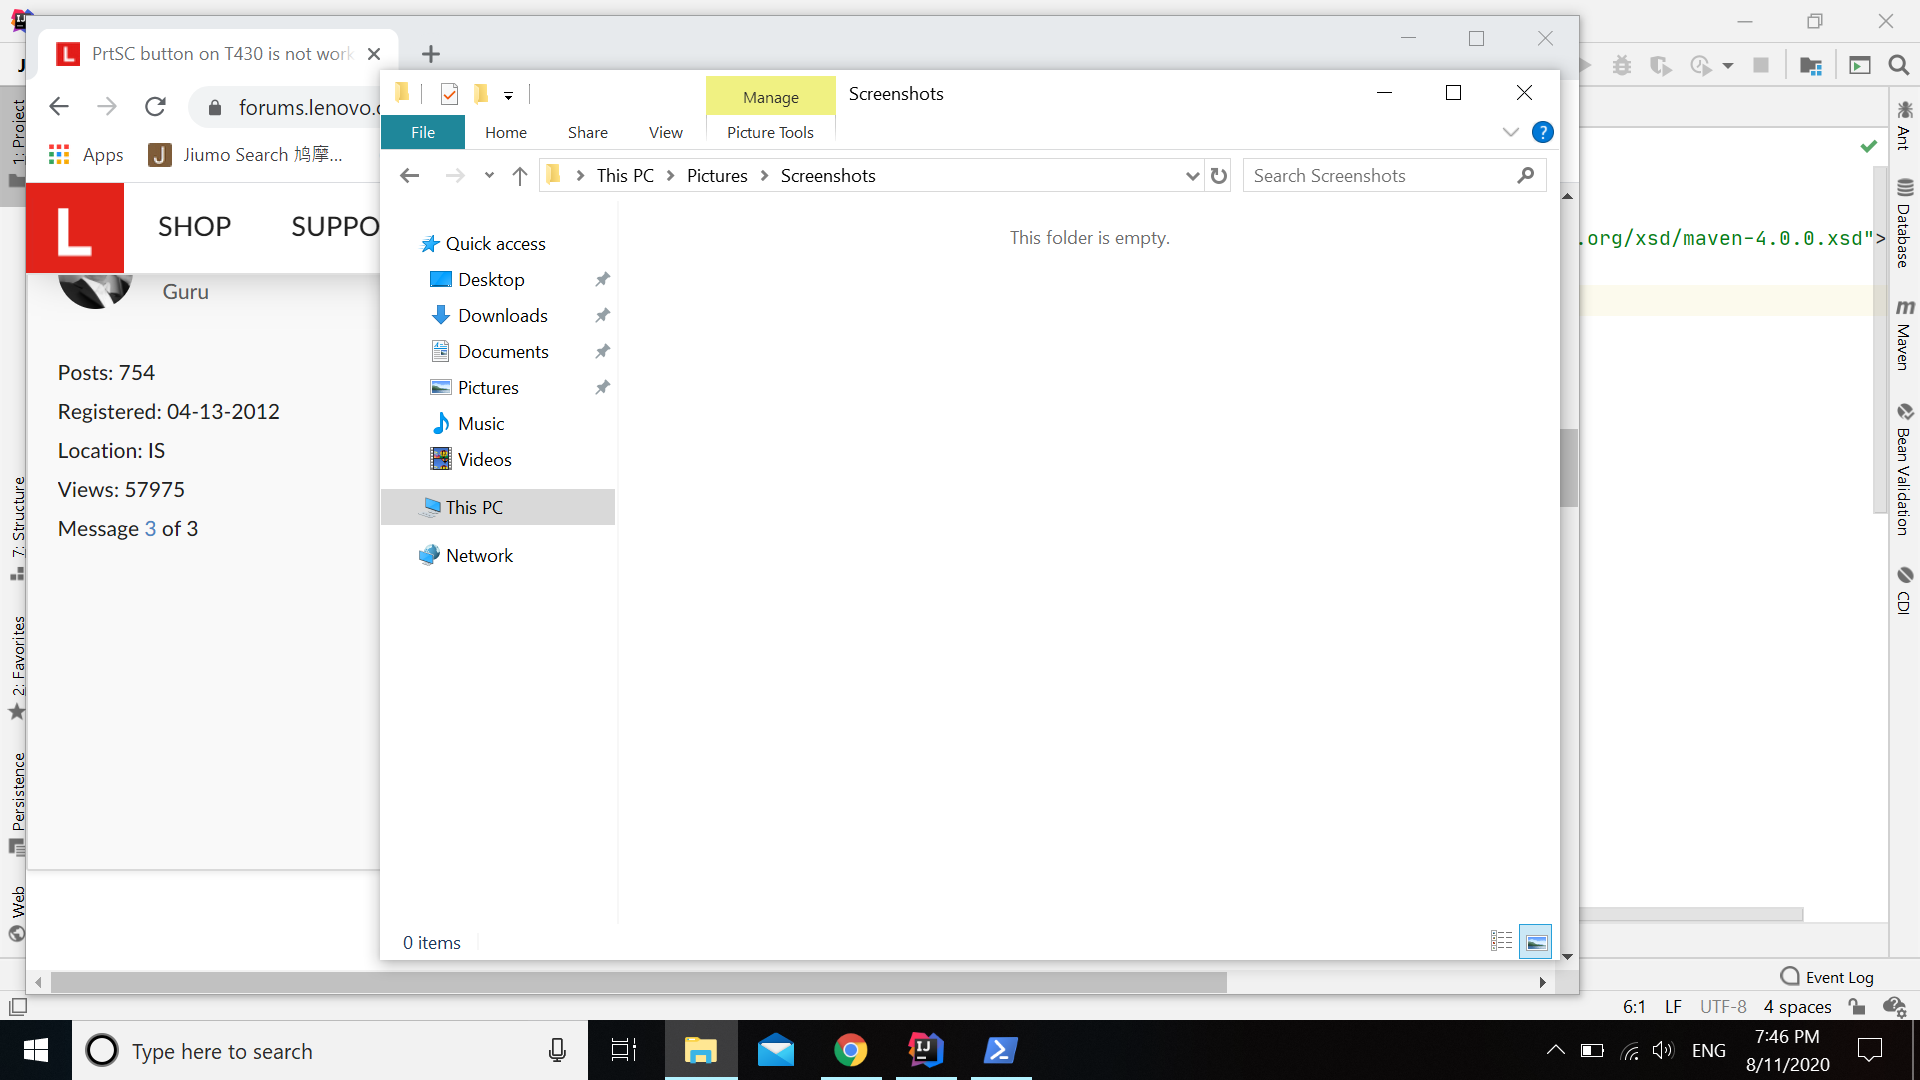 PrtSC button on T430 is not work
forums.lenovo.c
Apps
Jiumo Search 鸠摩...
L
SHOP
SUPPO
Guru
Posts: 754
Registered: 04-13-2012
Location: IS
Views: 57975
Message 3 of 3
Manage
Screenshots
File
Home
Share
View
Picture Tools
This PC
Pictures
Screenshots
Search Screenshots
Quick access
Desktop
Downloads
Documents
Pictures
Music
Videos
This PC
Network
This folder is empty.
0 items
1: Project
7: Structure
2: Favorites
Persistence
Web
.org/xsd/maven-4.0.0.xsd">
Ant
Database
Maven
Bean Validation
CDI
Event Log
6:1
LF
UTF-8
4 spaces
Type here to search
ENG
7:46 PM
8/11/2020